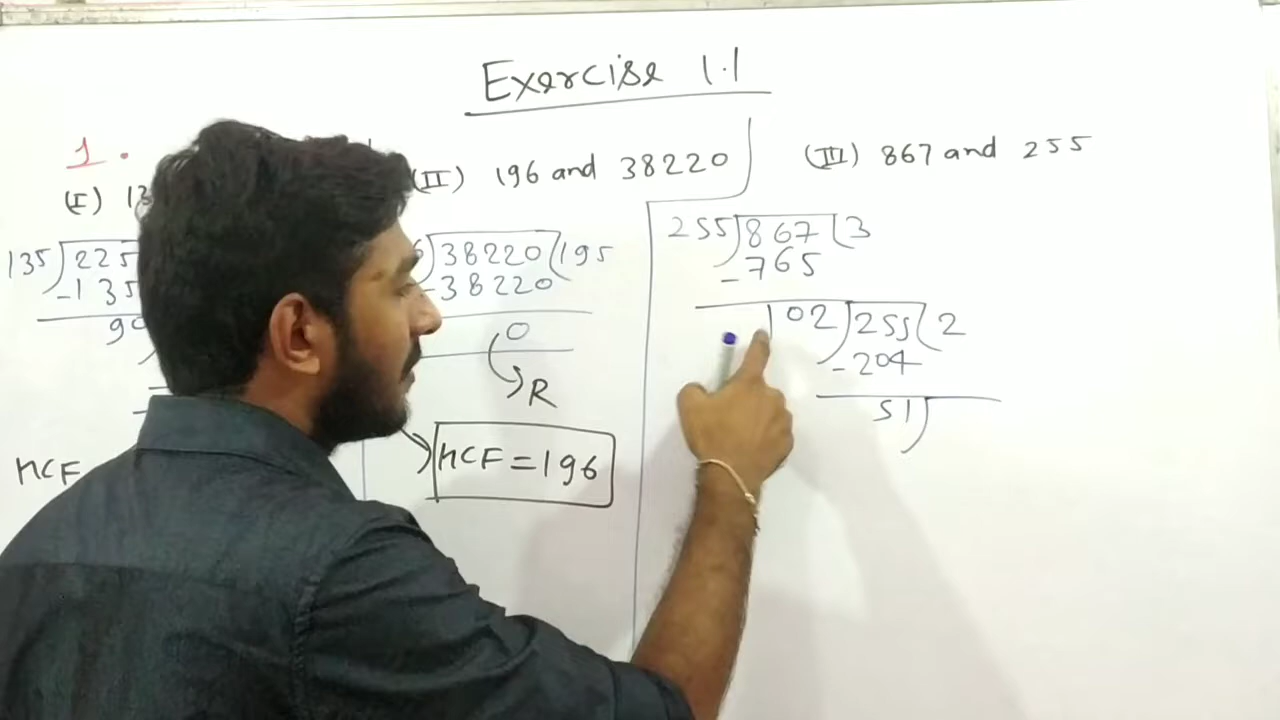 Exercise 1.1
1.
(I) 13
135)225
-135
90
HCF
(II) 196 and 38220
6)38220(195
-38220
0
R
HCF = 196
(III) 867 and 255
255)867(3
-765
102)255(2
-204
51)